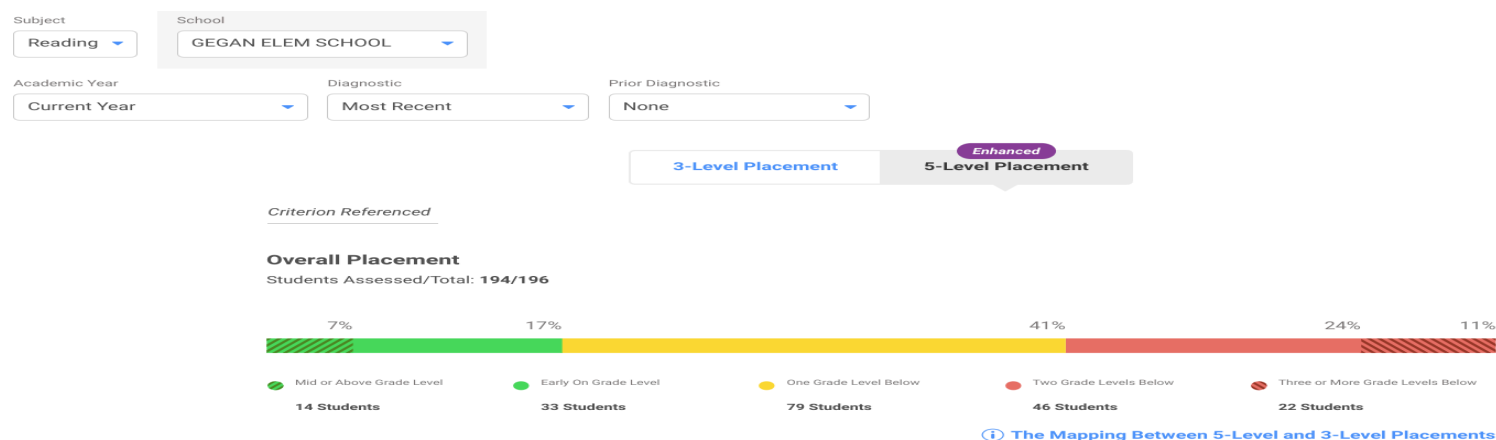 Subject School
Reading GEGAN ELEM SCHOOL
Academic Year Diagnostic Prior Diagnostic
Current Year Most Recent None
Enhanced
3-Level Placement 5-Level Placement
Criterion Referenced
Overall Placement
Students Assessed/Total: 194/196
7% 17% 41% 24% 11%
Mid or Above Grade Level Early On Grade Level One Grade Level Below Two Grade Levels Below Three or More Grade Levels Below
14 Students 33 Students 79 Students 46 Students 22 Students
The Mapping Between 5-Level and 3-Level Placements